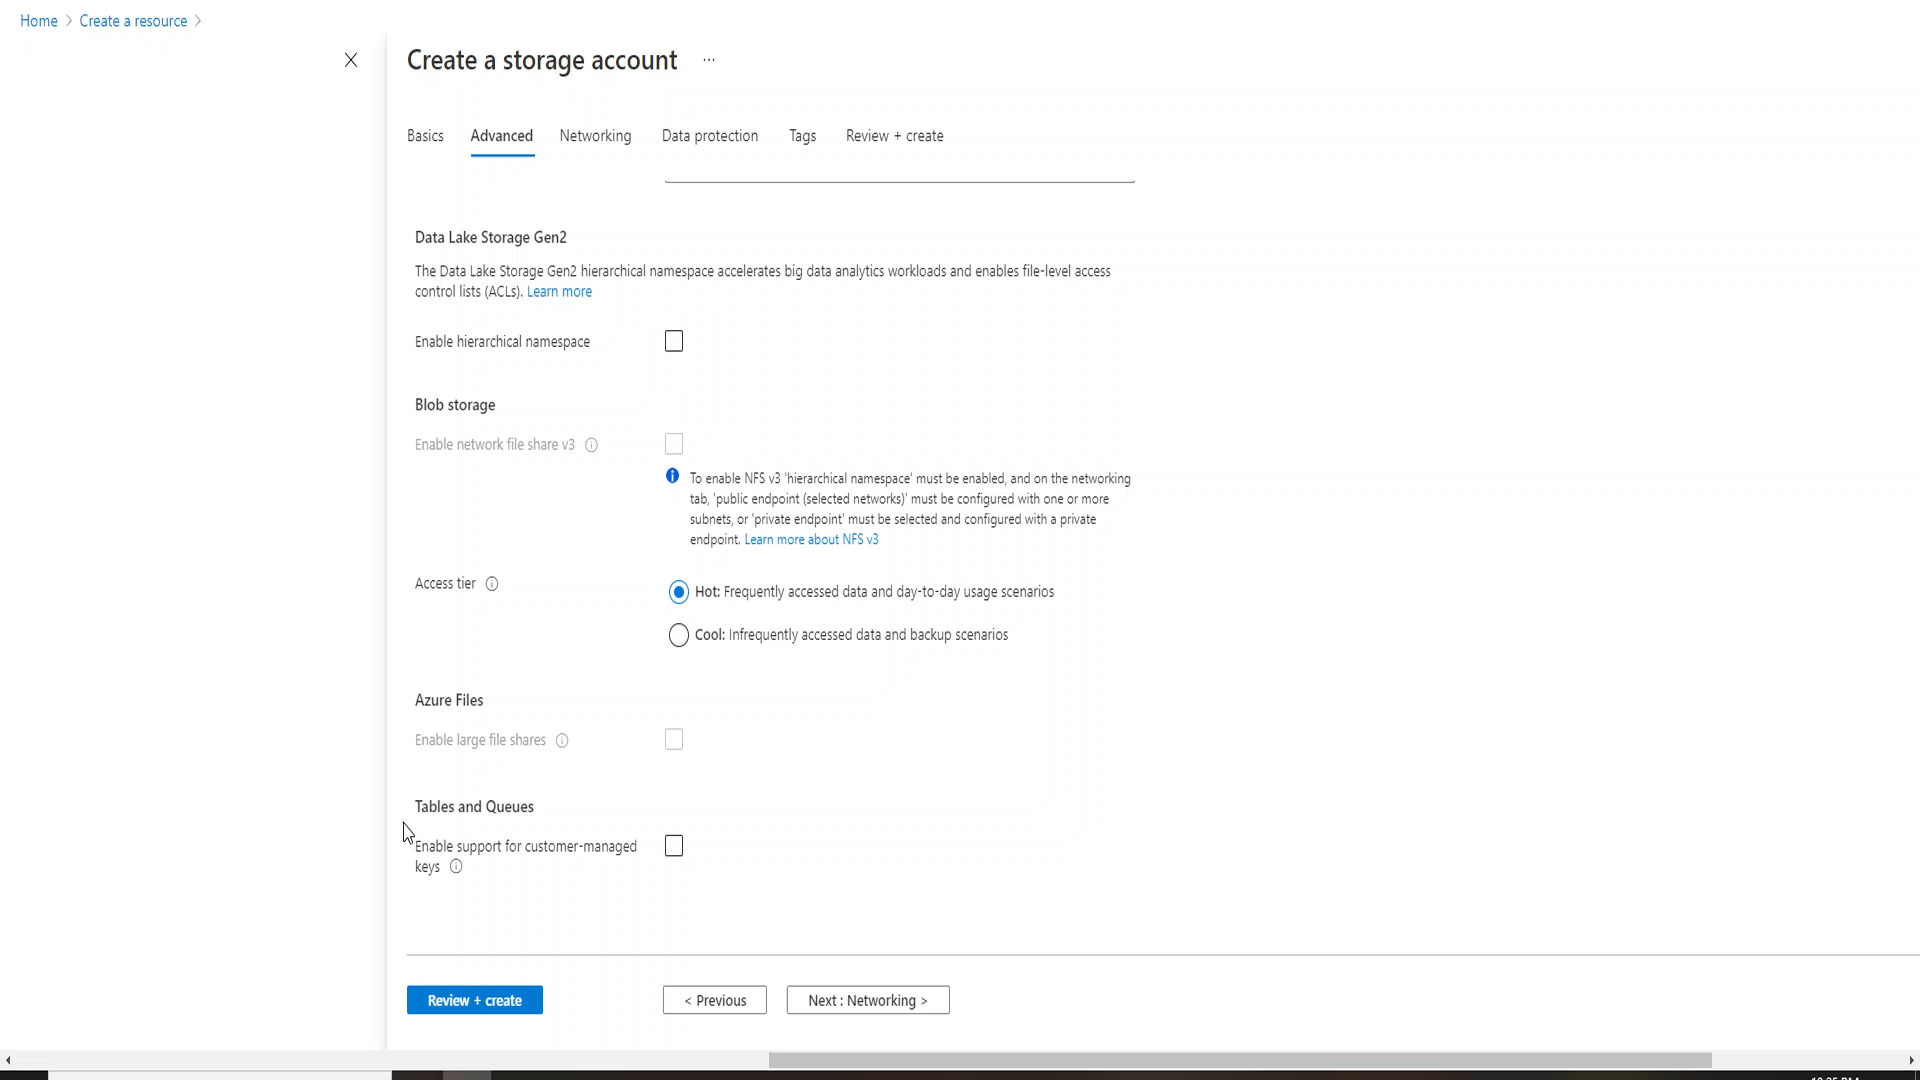 Home > Create a resource >
Create a storage account ...
Basics Advanced Networking Data protection Tags Review + create
Data Lake Storage Gen2
The Data Lake Storage Gen2 hierarchical namespace accelerates big data analytics workloads and enables file-level access
control lists (ACLs). Learn more
Enable hierarchical namespace
Blob storage
Enable network file share v3
To enable NFS v3 'hierarchical namespace' must be enabled, and on the networking
tab, 'public endpoint (selected networks)' must be configured with one or more
subnets, or 'private endpoint' must be selected and configured with a private
endpoint. Learn more about NFS v3
Access tier
Hot: Frequently accessed data and day-to-day usage scenarios
Cool: Infrequently accessed data and backup scenarios
Azure Files
Enable large file shares
Tables and Queues
Enable support for customer-managed
keys
Review + create < Previous Next : Networking >